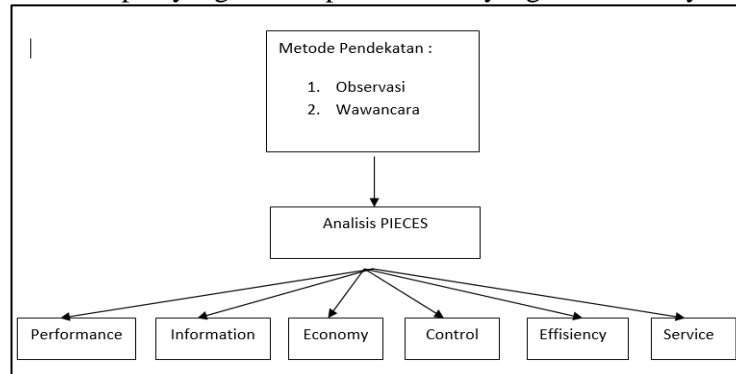 Metode Pendekatan :
1. Observasi
2. Wawancara
Analisis PIECES
Performance Information Economy Control Effisiency Service